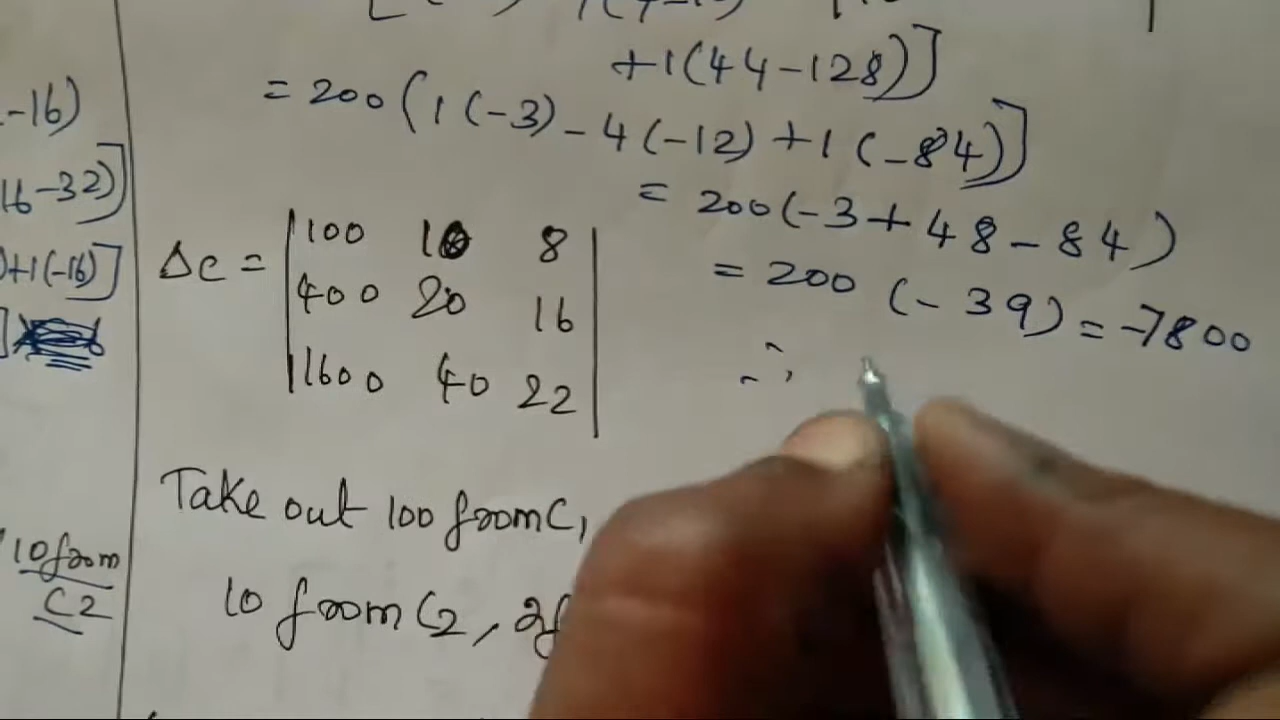 +1(44-128)]
-16)
= 200 (1(-3) - 4(-12) + 1(-84)]
16-32)]
= 200(-3+48-84)
)+1(-16)]
Δc = |100 10 8|
|400 20 16|
|1600 40 22|
= 200 (-39) = -7800
∴
Take out 100 from C1
10 from
C2
10 from C2,